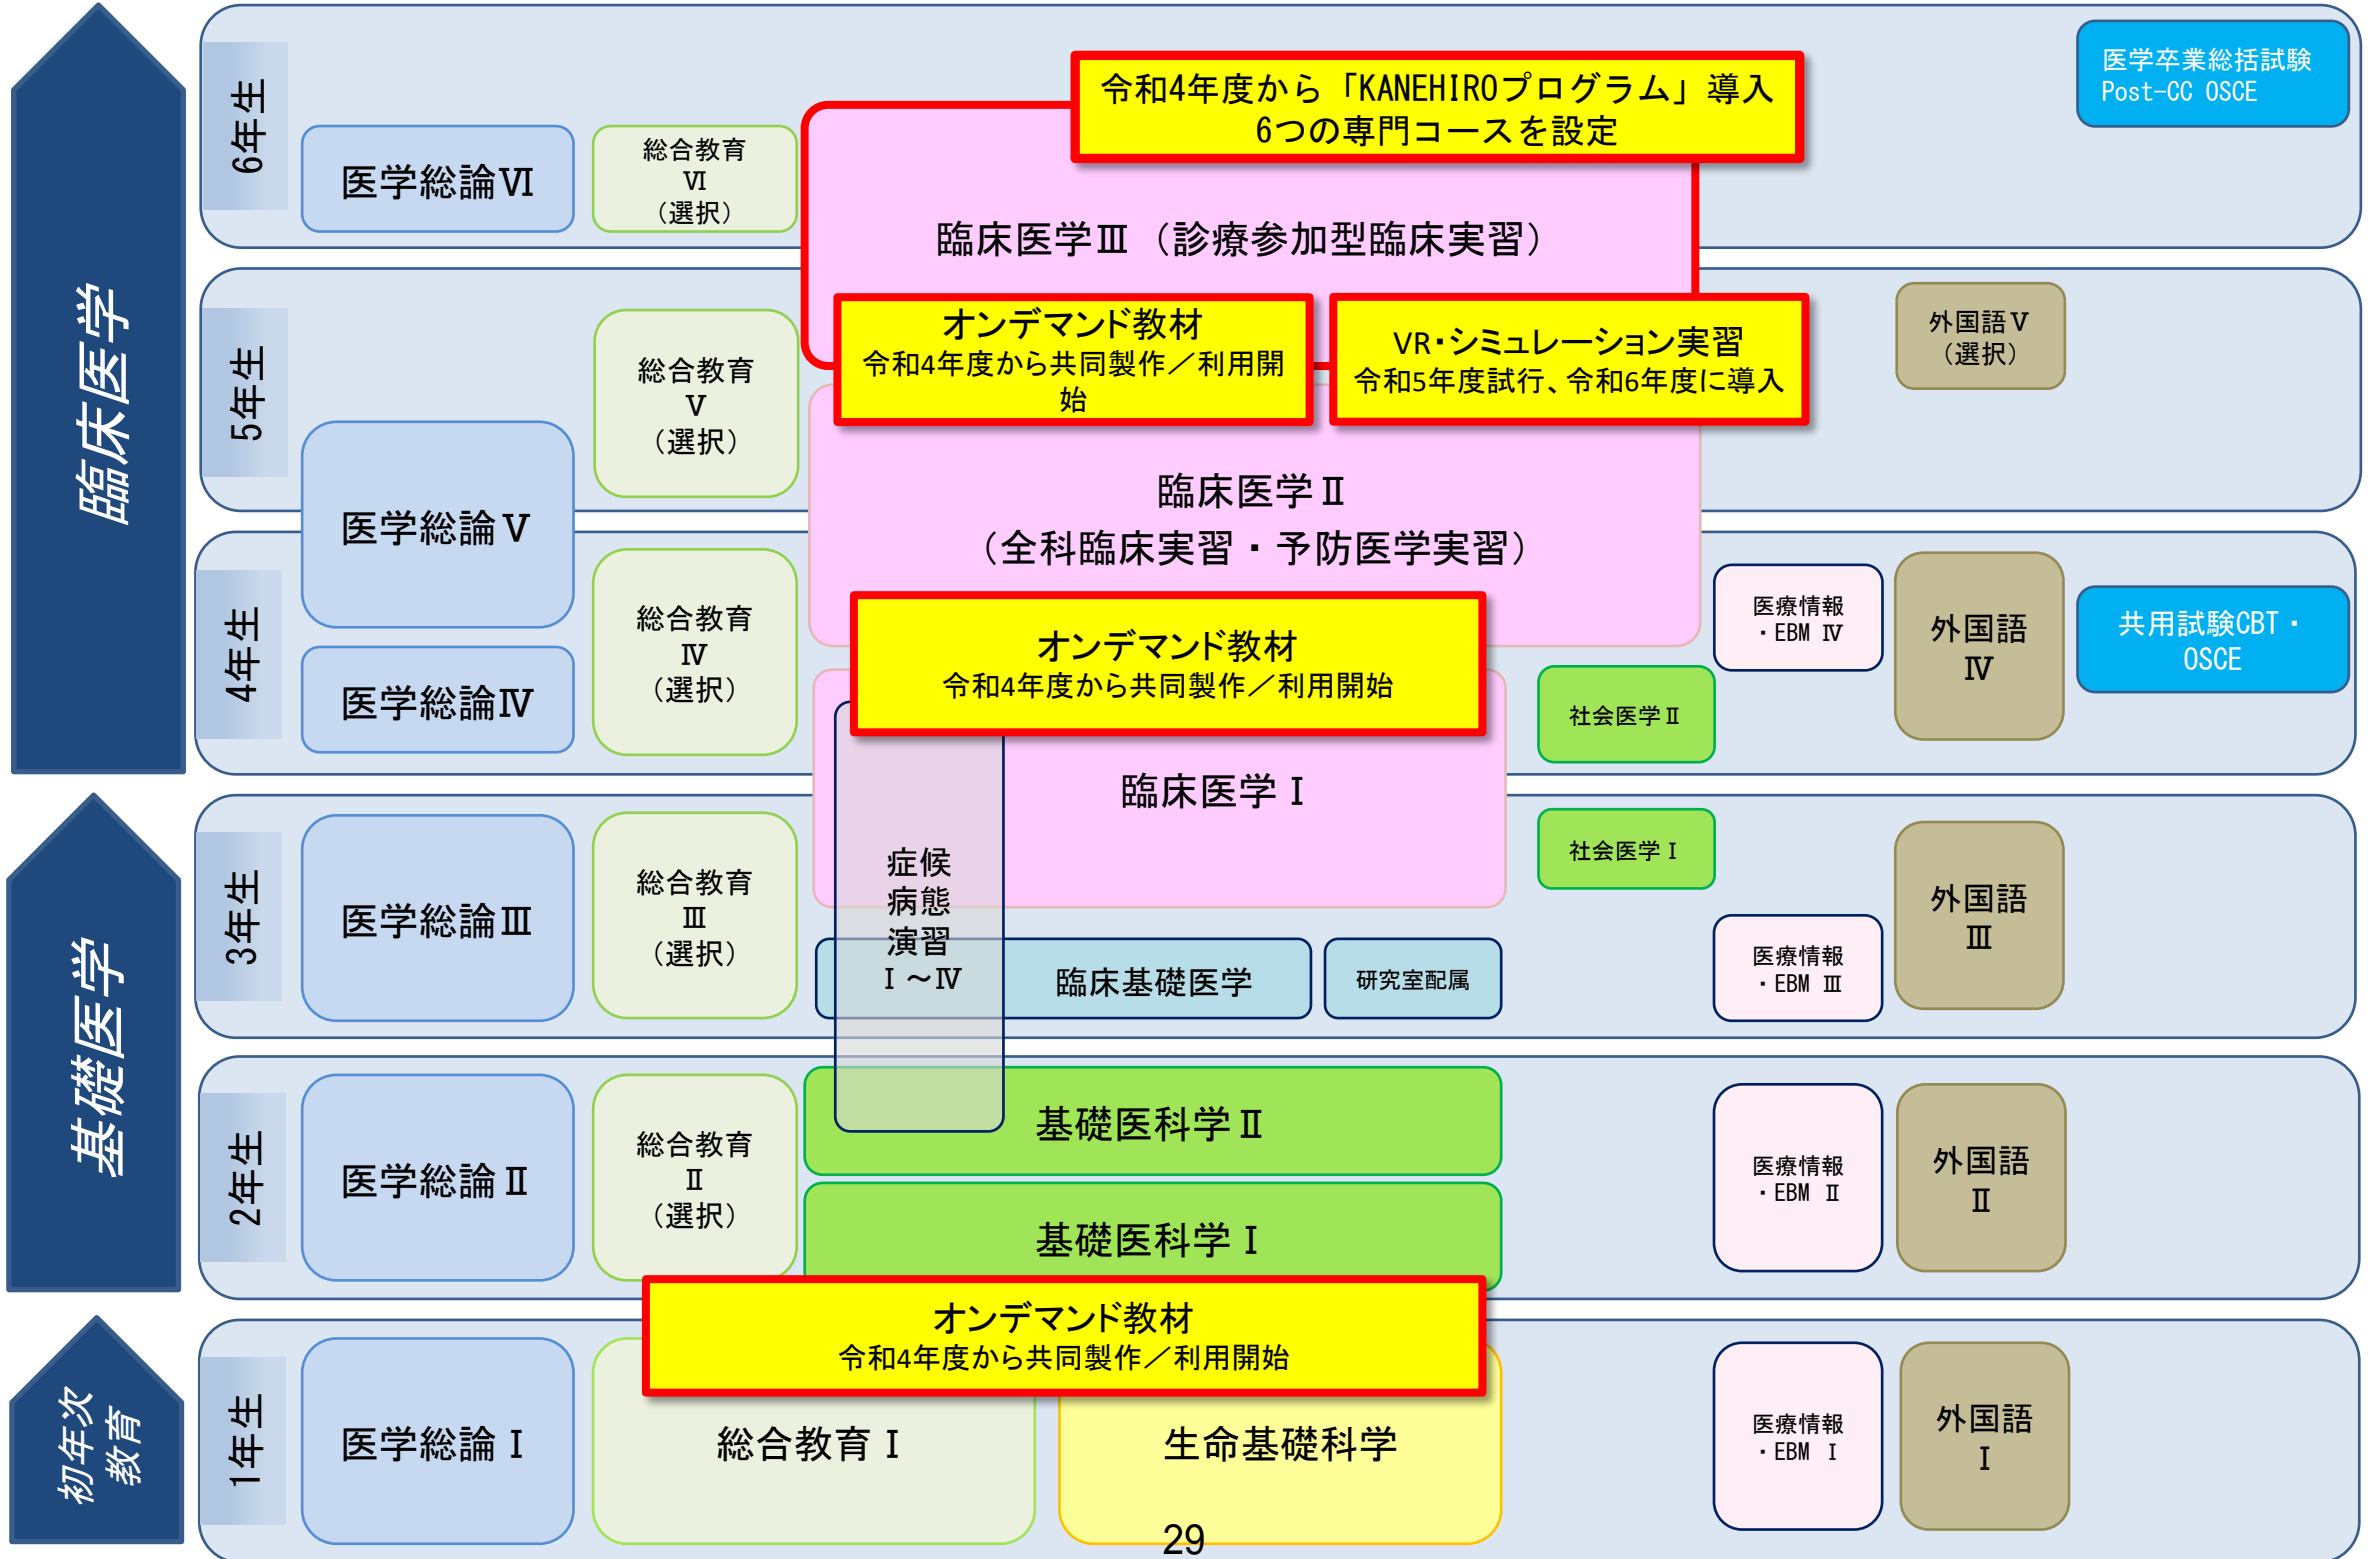 臨床医学
基礎医学
初年次
教育
6年生
医学総論Ⅵ
総合教育
Ⅵ
（選択）
令和4年度から「KANEHIROプログラム」導入
6つの専門コースを設定
臨床医学Ⅲ（診療参加型臨床実習）
医学卒業総括試験
Post-CC OSCE
5年生
総合教育
Ⅴ
（選択）
オンデマンド教材
令和4年度から共同製作／利用開
始
VR・シミュレーション実習
令和5年度試行、令和6年度に導入
外国語Ⅴ
（選択）
医学総論Ⅴ
臨床医学Ⅱ
（全科臨床実習・予防医学実習）
4年生
医学総論Ⅳ
総合教育
Ⅳ
（選択）
オンデマンド教材
令和4年度から共同製作／利用開始
社会医学Ⅱ
医療情報
・EBM Ⅳ
外国語
Ⅳ
共用試験CBT・
OSCE
臨床医学Ⅰ
3年生
医学総論Ⅲ
総合教育
Ⅲ
（選択）
症候
病態
演習
Ⅰ～Ⅳ
臨床基礎医学
研究室配属
社会医学Ⅰ
医療情報
・EBM Ⅲ
外国語
Ⅲ
2年生
医学総論Ⅱ
総合教育
Ⅱ
（選択）
基礎医科学Ⅱ
基礎医科学Ⅰ
医療情報
・EBM Ⅱ
外国語
Ⅱ
オンデマンド教材
令和4年度から共同製作／利用開始
1年生
医学総論Ⅰ
総合教育Ⅰ
生命基礎科学
医療情報
・EBM Ⅰ
外国語
Ⅰ
29